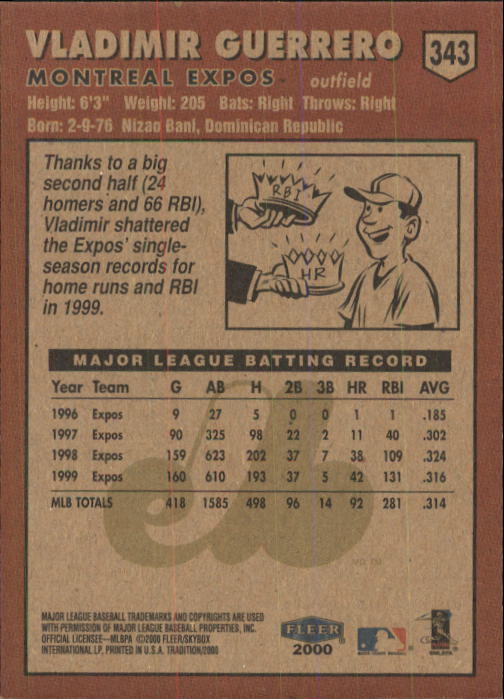 VLADIMIR GUERRERO
343
MONTREAL EXPOS™ outfield
Height: 6'3" Weight: 205 Bats: Right Throws: Right
Born: 2-9-76 Nizao Bani, Dominican Republic
Thanks to a big
second half (24
homers and 66 RBI),
Vladimir shattered
the Expos' single-
season records for
home runs and RBI
in 1999.
RBI
HR
MAJOR LEAGUE BATTING RECORD
Year Team G AB H 2B 3B HR RBI AVG
1996 Expos 9 27 5 0 0 1 1 .185
1997 Expos 90 325 98 22 2 11 40 .302
1998 Expos 159 623 202 37 7 38 109 .324
1999 Expos 160 610 193 37 5 42 131 .316
MLB TOTALS 418 1585 498 96 14 92 281 .314
MAJOR LEAGUE BASEBALL TRADEMARKS AND COPYRIGHTS ARE USED
WITH PERMISSION OF MAJOR LEAGUE BASEBALL PROPERTIES, INC.
OFFICIAL LICENSEE—MLBPA ©2000 FLEER/SKYBOX
INTERNATIONAL LP, PRINTED IN U.S.A. TRADITION/2000
FLEER
2000